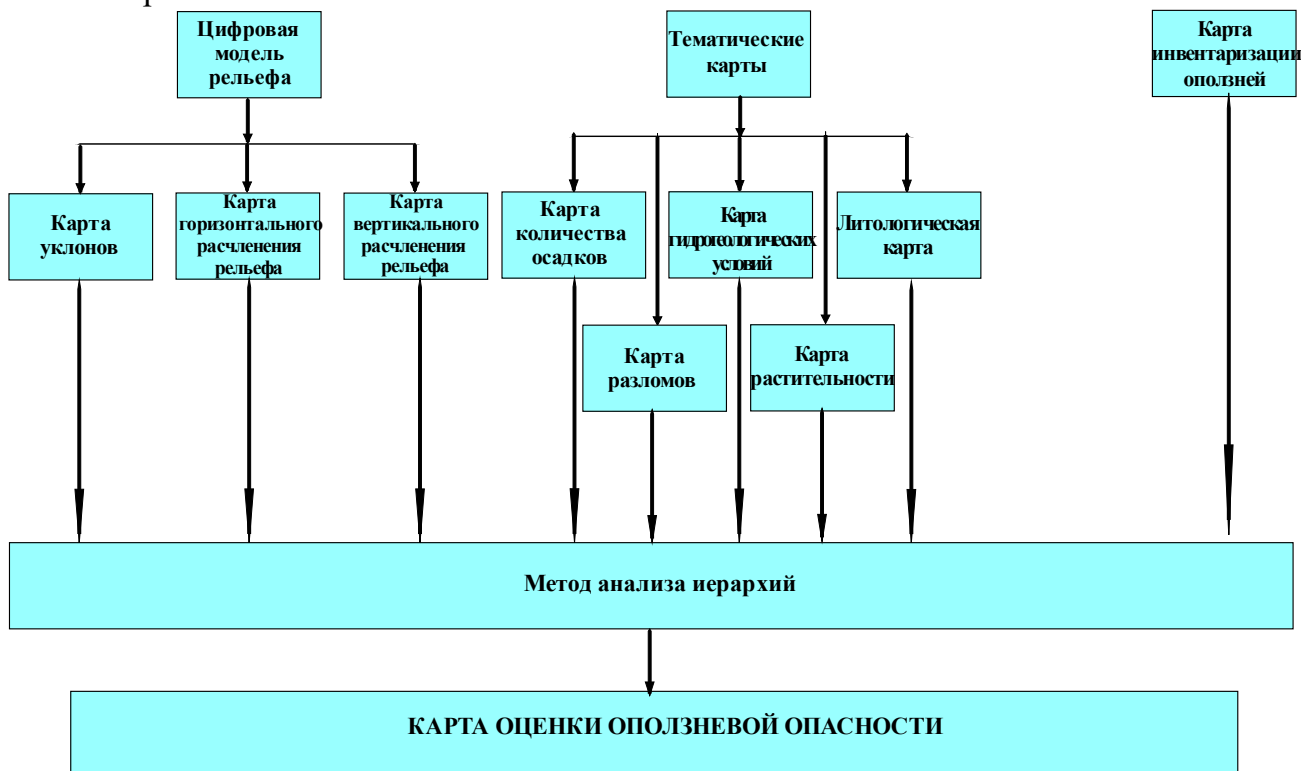 Цифровая
модель
рельефа
Тематические
карты
Карта
инвентаризации
оползней
Карта
уклонов
Карта
горизонтального
расчленения
рельефа
Карта
вертикального
расчленения
рельефа
Карта
количества
осадков
Карта
гидрогеологических
условий
Литологическая
карта
Карта
разломов
Карта
растительности
Метод анализа иерархий
КАРТА ОЦЕНКИ ОПОЛЗНЕВОЙ ОПАСНОСТИ